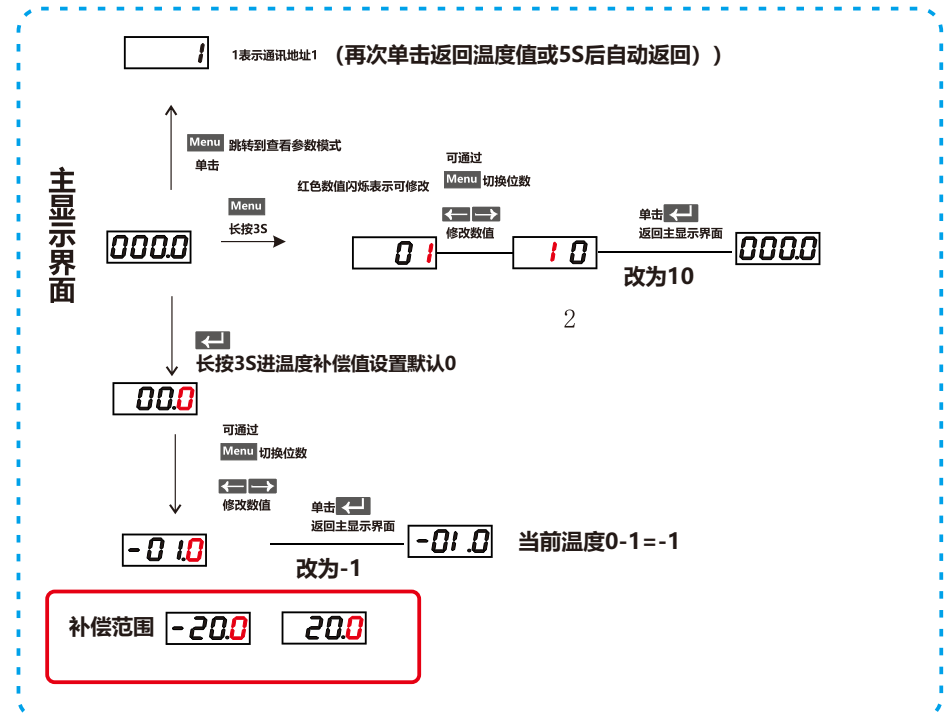 1
1表示通讯地址1 （再次单击返回温度值或5S后自动返回））
Menu 跳转到查看参数模式
单击
主显示界面
000.0
Menu
长按3S
红色数值闪烁表示可修改
可通过
Menu 切换位数
修改数值
01
10
单击
返回主显示界面
改为10
000.0
2
长按3S进温度补偿值设置默认0
00.0
可通过
Menu 切换位数
修改数值
-01.0
单击
返回主显示界面
改为-1
-01.0
当前温度0-1=-1
补偿范围 -20.0 20.0